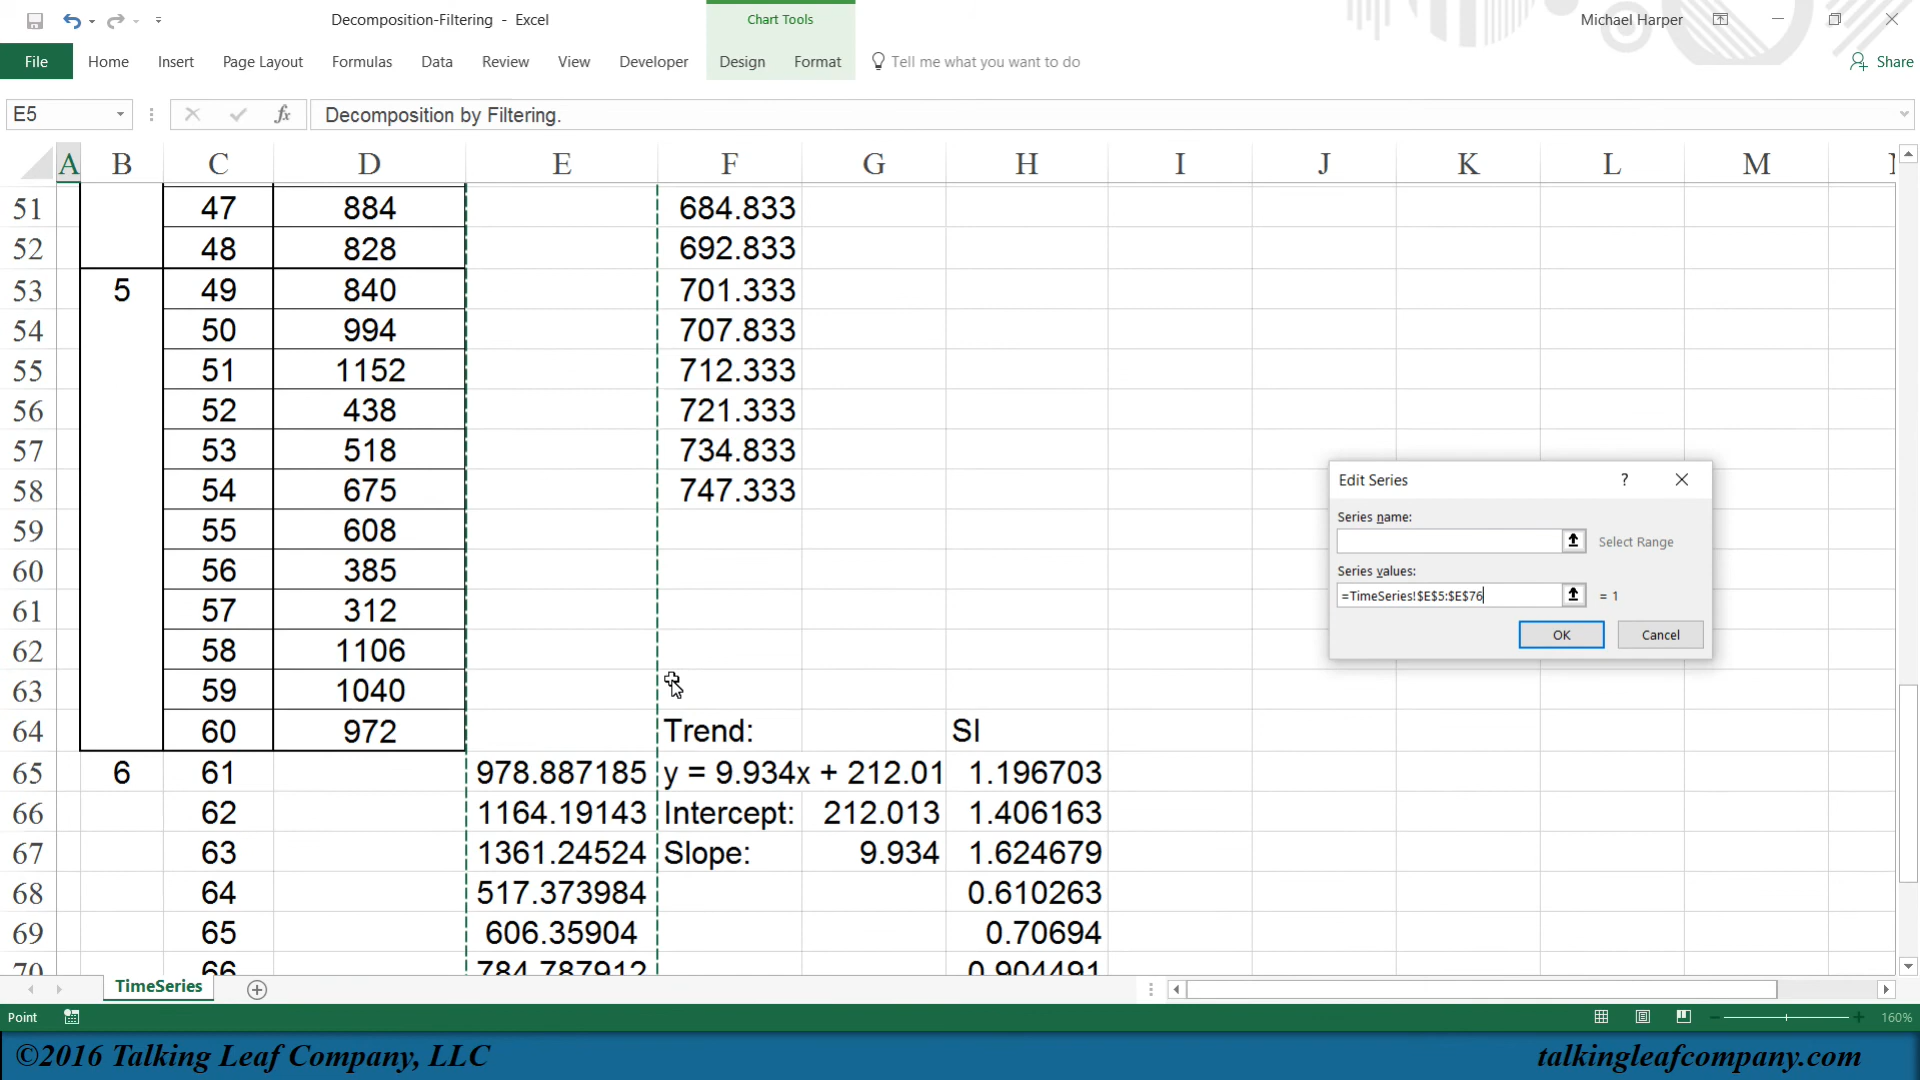 Decomposition-Filtering - Excel
Chart Tools
Michael Harper
File Home Insert Page Layout Formulas Data Review View Developer Design Format Tell me what you want to do Share
E5 fx Decomposition by Filtering.
A B C D E F G H I J K L M
51 47 884 684.833
52 48 828 692.833
53 5 49 840 701.333
54 50 994 707.833
55 51 1152 712.333
56 52 438 721.333
57 53 518 734.833
58 54 675 747.333
59 55 608
60 56 385
61 57 312
62 58 1106
63 59 1040
64 60 972 Trend: SI
65 6 61 978.887185 y = 9.934x + 212.01 1.196703
66 62 1164.19143 Intercept: 212.013 1.406163
67 63 1361.24524 Slope: 9.934 1.624679
68 64 517.373984 0.610263
69 65 606.35904 0.70694
70 66 784.787912 0.904491
Edit Series ?
Series name:
Select Range
Series values:
=TimeSeries!$E$5:$E$76 = 1
OK Cancel
TimeSeries
Point 160%
©2016 Talking Leaf Company, LLC talkingleafcompany.com